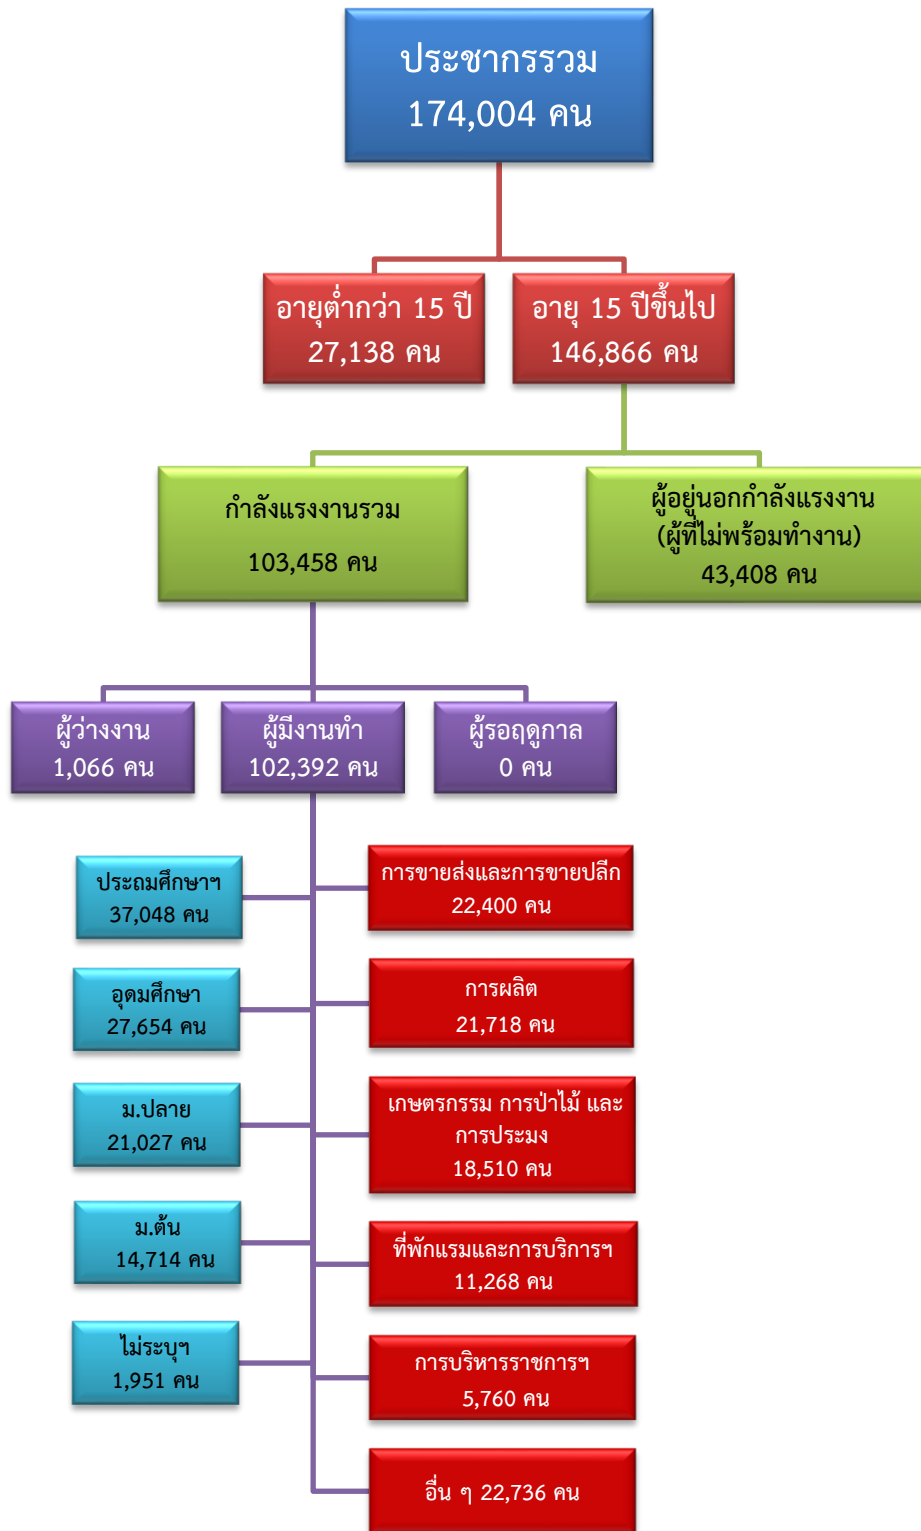 ประชากรรวม
174,004 คน
อายุต่ำกว่า 15 ปี
27,138 คน
อายุ 15 ปีขึ้นไป
146,866 คน
กำลังแรงงานรวม
103,458 คน
ผู้อยู่นอกกำลังแรงงาน
(ผู้ที่ไม่พร้อมทำงาน)
43,408 คน
ผู้ว่างงาน
1,066 คน
ผู้มีงานทำ
102,392 คน
ผู้รอฤดูกาล
0 คน
ประถมศึกษาฯ
37,048 คน
อุดมศึกษา
27,654 คน
ม.ปลาย
21,027 คน
ม.ต้น
14,714 คน
ไม่ระบุฯ
1,951 คน
การขายส่งและการขายปลีก
22,400 คน
การผลิต
21,718 คน
เกษตรกรรม การป่าไม้ และ
การประมง
18,510 คน
ที่พักแรมและการบริการฯ
11,268 คน
การบริหารราชการฯ
5,760 คน
อื่น ๆ 22,736 คน